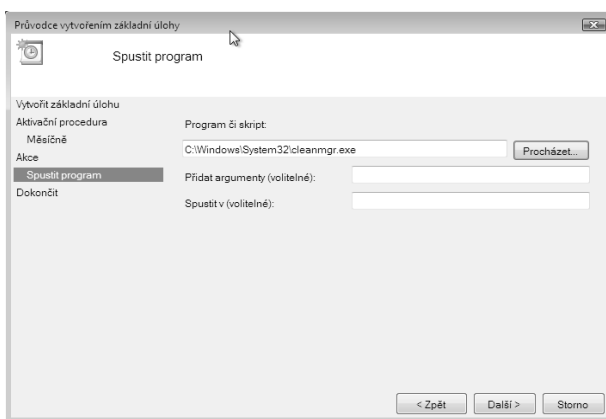 Průvodce vytvořením základní úlohy
Spustit program
Vytvořit základní úlohu
Aktivační procedura
Měsíčně
Akce
Spustit program
Dokončit
Program či skript:
C:\Windows\System32\cleanmgr.exe
Procházet...
Přidat argumenty (volitelné):
Spustit v (volitelné):
< Zpět
Další >
Storno